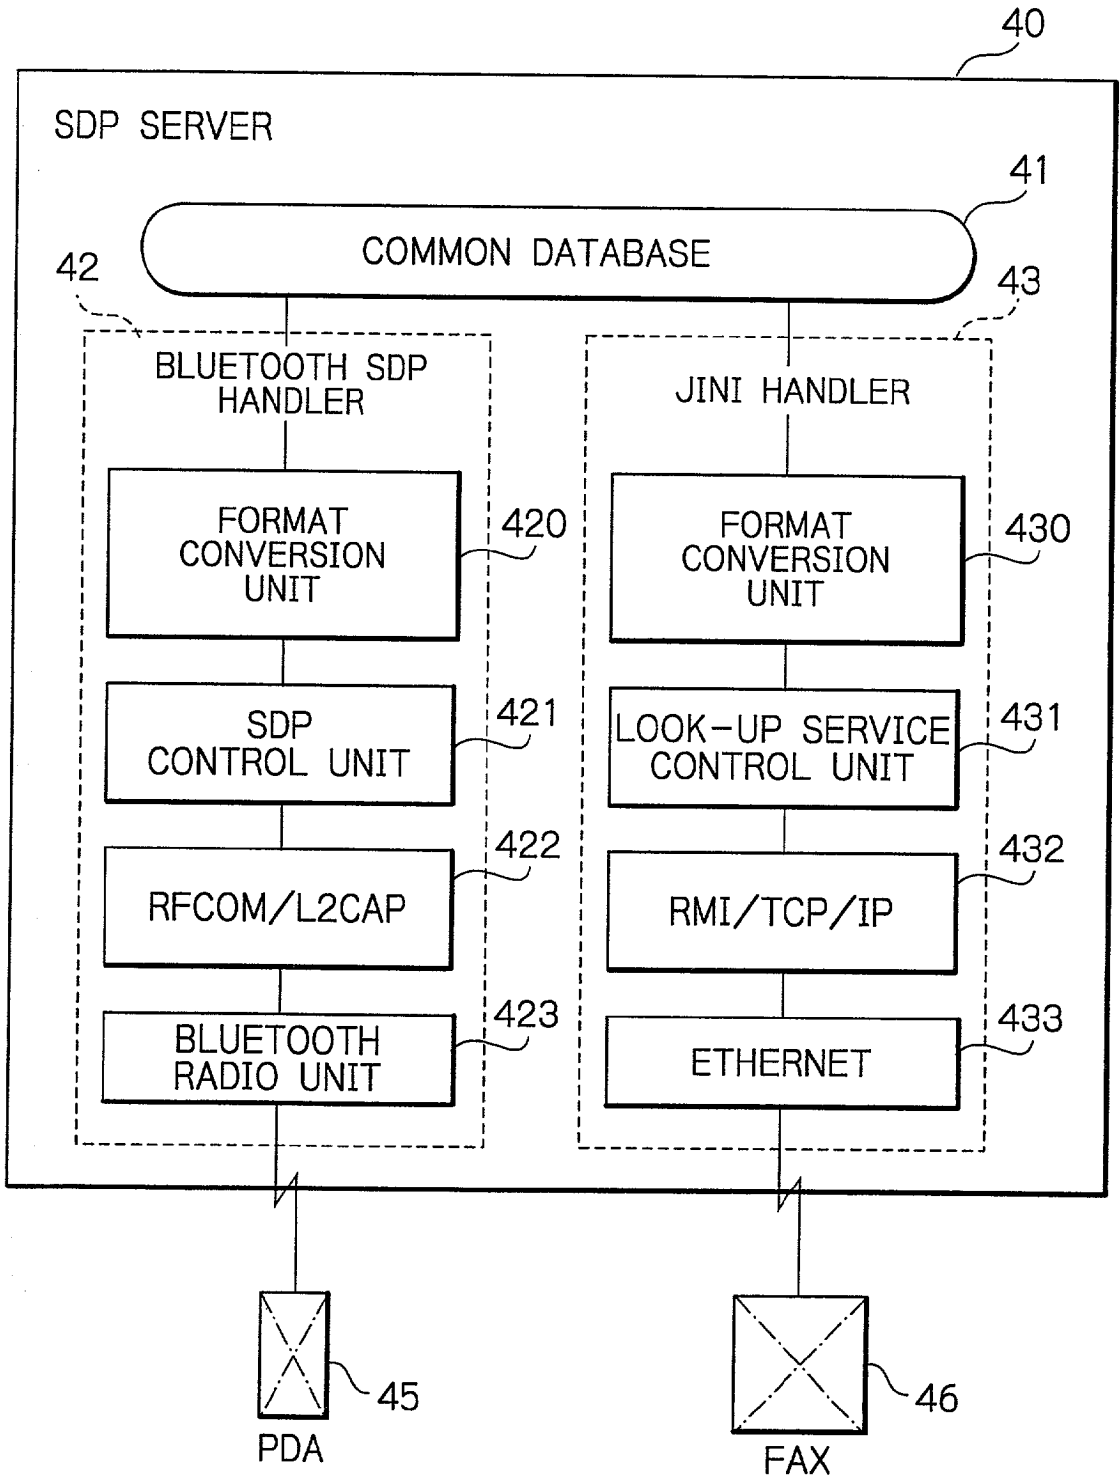 40
SDP SERVER
41
COMMON DATABASE
42
43
BLUETOOTH SDP
HANDLER
JINI HANDLER
FORMAT
CONVERSION
UNIT
420
FORMAT
CONVERSION
UNIT
430
SDP
CONTROL UNIT
421
LOOK-UP SERVICE
CONTROL UNIT
431
RFCOM/L2CAP
422
RMI/TCP/IP
432
BLUETOOTH
RADIO UNIT
423
ETHERNET
433
45
PDA
46
FAX